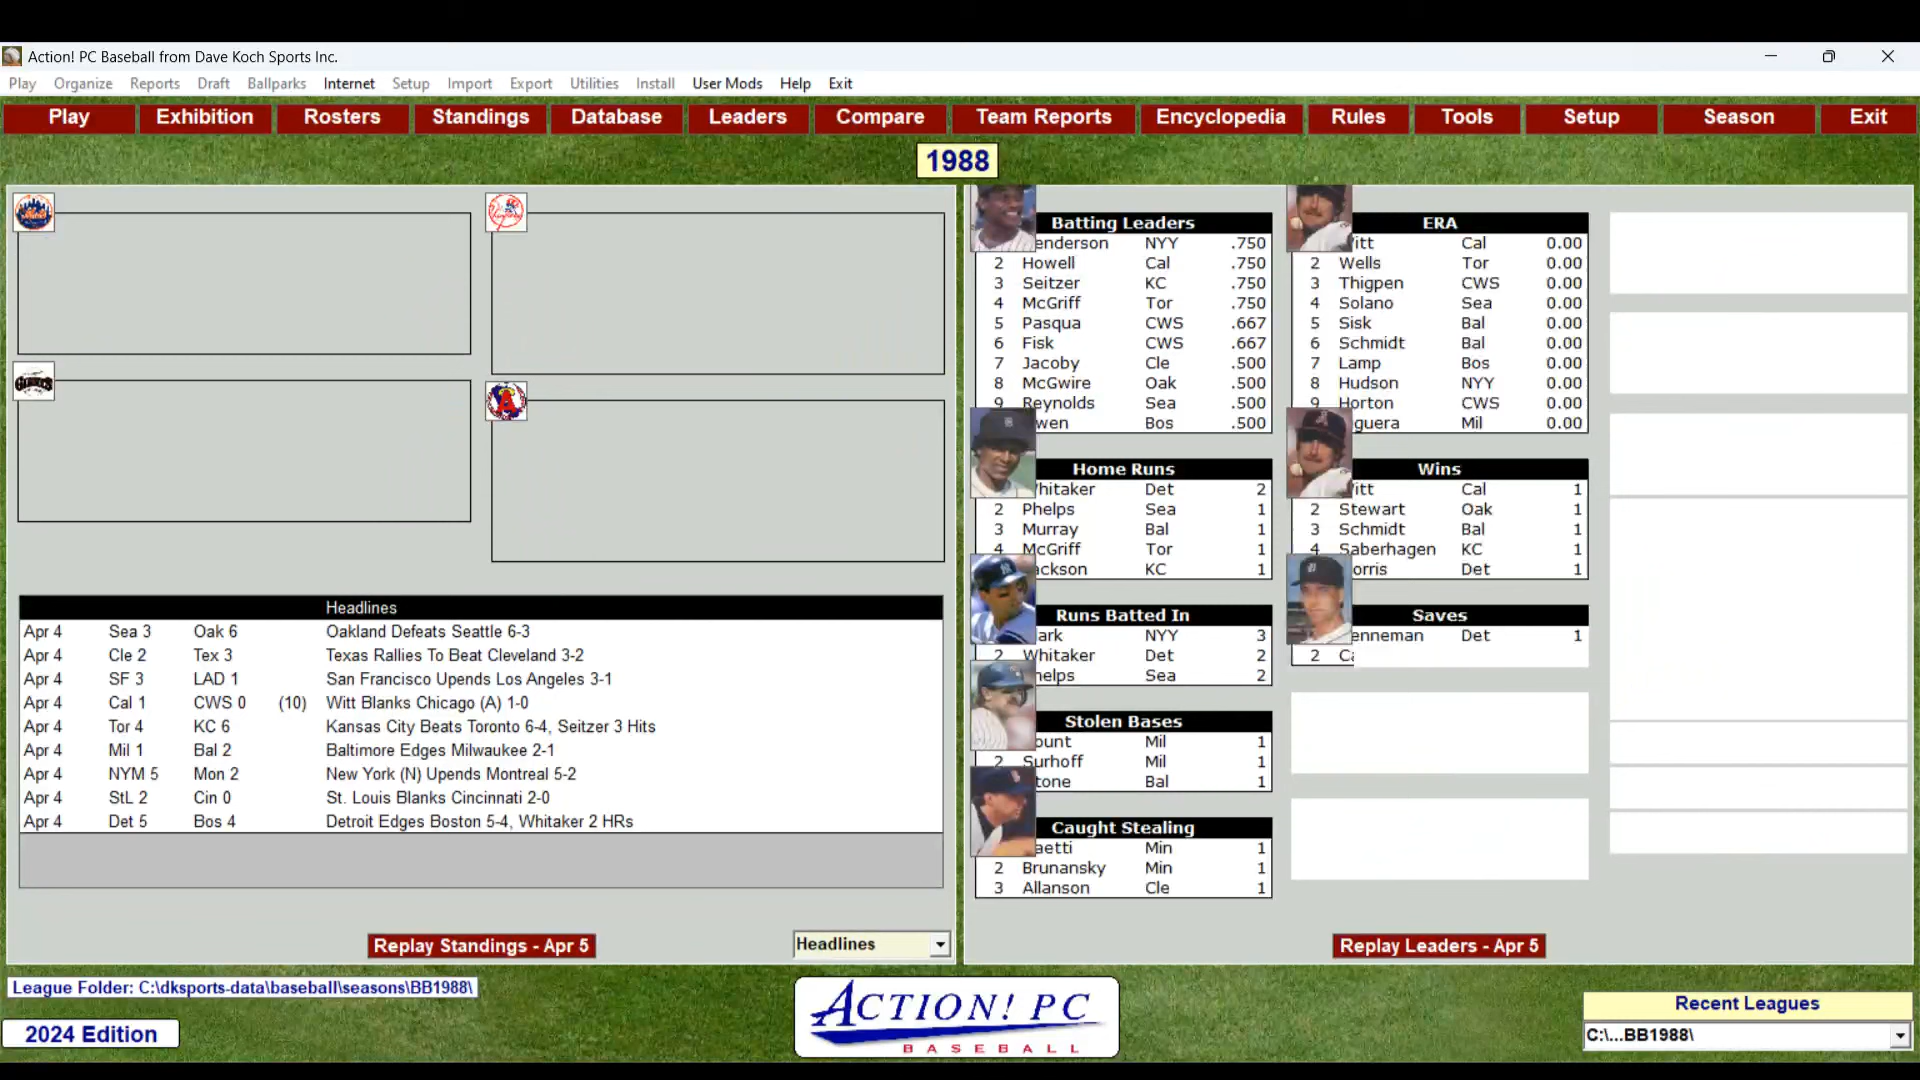 Action! PC Baseball from Dave Koch Sports Inc.
Play Organize Reports Draft Ballparks Internet Setup Import Export Utilities Install User Mods Help Exit
Play Exhibition Rosters Standings Database Leaders Compare Team Reports Encyclopedia Rules Tools Setup Season Exit
1988
Headlines
Apr 4 Sea 3 Oak 6 Oakland Defeats Seattle 6-3
Apr 4 Cle 2 Tex 3 Texas Rallies To Beat Cleveland 3-2
Apr 4 SF 3 LAD 1 San Francisco Upends Los Angeles 3-1
Apr 4 Cal 1 CWS 0 (10) Witt Blanks Chicago (A) 1-0
Apr 4 Tor 4 KC 6 Kansas City Beats Toronto 6-4, Seitzer 3 Hits
Apr 4 Mil 1 Bal 2 Baltimore Edges Milwaukee 2-1
Apr 4 NYM 5 Mon 2 New York (N) Upends Montreal 5-2
Apr 4 StL 2 Cin 0 St. Louis Blanks Cincinnati 2-0
Apr 4 Det 5 Bos 4 Detroit Edges Boston 5-4, Whitaker 2 HRs
Replay Standings - Apr 5
Headlines
Batting Leaders
enderson NYY .750
2 Howell Cal .750
3 Seitzer KC .750
4 McGriff Tor .750
5 Pasqua CWS .667
6 Fisk CWS .667
7 Jacoby Cle .500
8 McGwire Oak .500
9 Reynolds Sea .500
wen Bos .500
Home Runs
hitaker Det 2
2 Phelps Sea 1
3 Murray Bal 1
4 McGriff Tor 1
ackson KC 1
Runs Batted In
ark NYY 3
2 Whitaker Det 2
helps Sea 2
Stolen Bases
ount Mil 1
2 Surhoff Mil 1
tone Bal 1
Caught Stealing
aetti Min 1
2 Brunansky Min 1
3 Allanson Cle 1
ERA
itt Cal 0.00
2 Wells Tor 0.00
3 Thigpen CWS 0.00
4 Solano Sea 0.00
5 Sisk Bal 0.00
6 Schmidt Bal 0.00
7 Lamp Bos 0.00
8 Hudson NYY 0.00
9 Horton CWS 0.00
guera Mil 0.00
Wins
itt Cal 1
2 Stewart Oak 1
3 Schmidt Bal 1
4 Saberhagen KC 1
orris Det 1
Saves
enneman Det 1
2 Ca
Replay Leaders - Apr 5
League Folder: C:\dksports-data\baseball\seasons\BB1988\
2024 Edition
ACTION! PC
BASEBALL
Recent Leagues
C:\...BB1988\